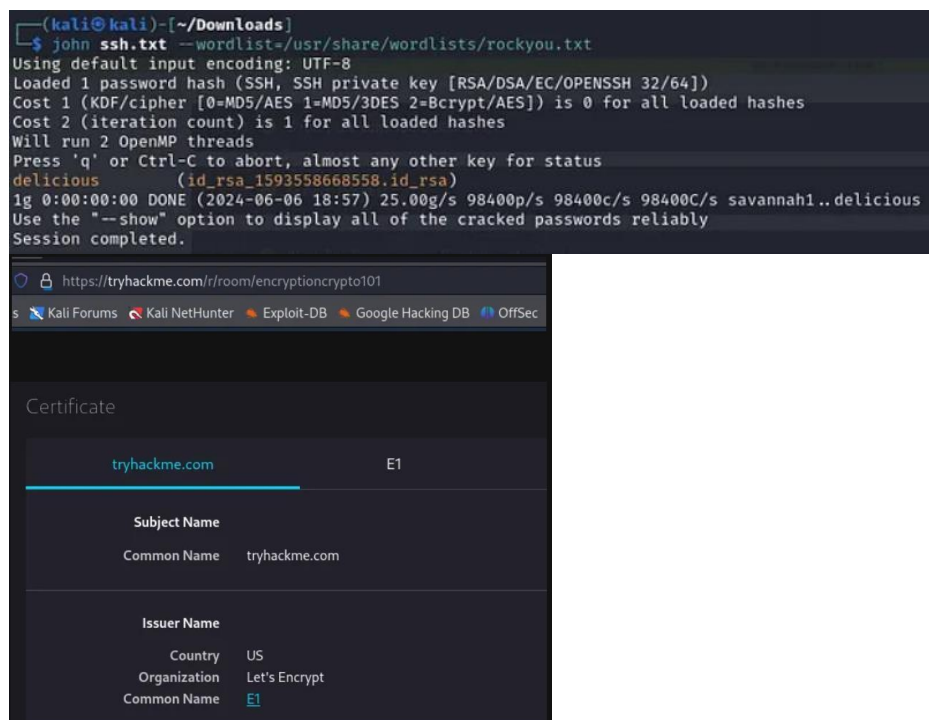 (kali㉿kali)-[~/Downloads]
$ john ssh.txt --wordlist=/usr/share/wordlists/rockyou.txt
Using default input encoding: UTF-8
Loaded 1 password hash (SSH, SSH private key [RSA/DSA/EC/OPENSSH 32/64])
Cost 1 (KDF/cipher [0=MD5/AES 1=MD5/3DES 2=Bcrypt/AES]) is 0 for all loaded hashes
Cost 2 (iteration count) is 1 for all loaded hashes
Will run 2 OpenMP threads
Press 'q' or Ctrl-C to abort, almost any other key for status
delicious        (id_rsa_1593558668558.id_rsa)
1g 0:00:00:00 DONE (2024-06-06 18:57) 25.00g/s 98400p/s 98400c/s 98400C/s savannah1..delicious
Use the "--show" option to display all of the cracked passwords reliably
Session completed.
https://tryhackme.com/r/room/encryptioncrypto101
s Kali Forums Kali NetHunter Exploit-DB Google Hacking DB OffSec
Certificate
tryhackme.com E1
Subject Name
Common Name tryhackme.com
Issuer Name
Country US
Organization Let's Encrypt
Common Name E1